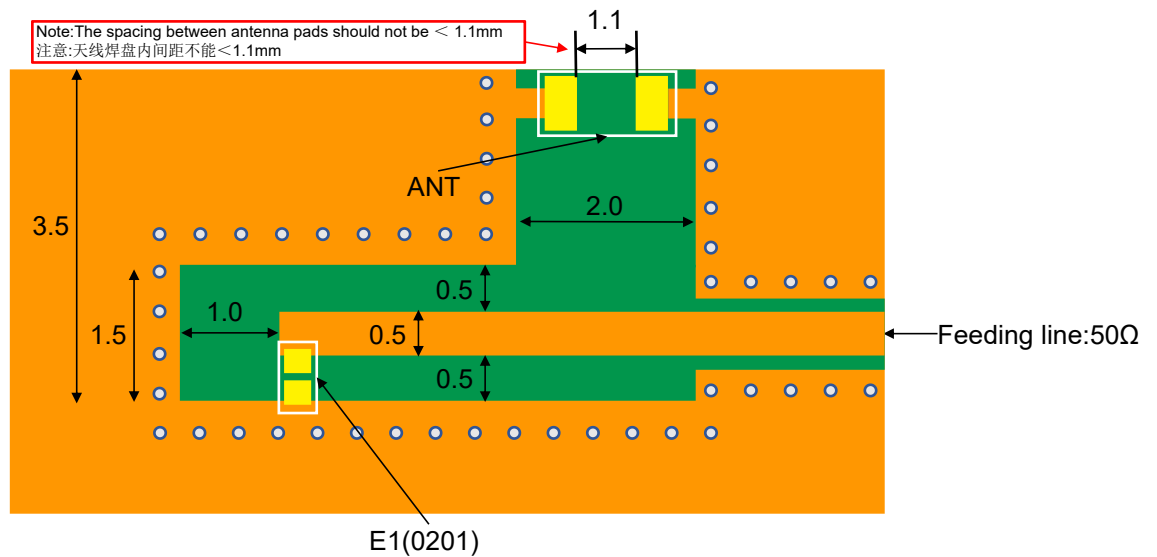 Note:The spacing between antenna pads should not be < 1.1mm
注意:天线焊盘内间距不能<1.1mm
1.1
ANT
2.0
3.5
0.5
1.0
1.5
0.5
Feeding line:50Ω
0.5
E1(0201)